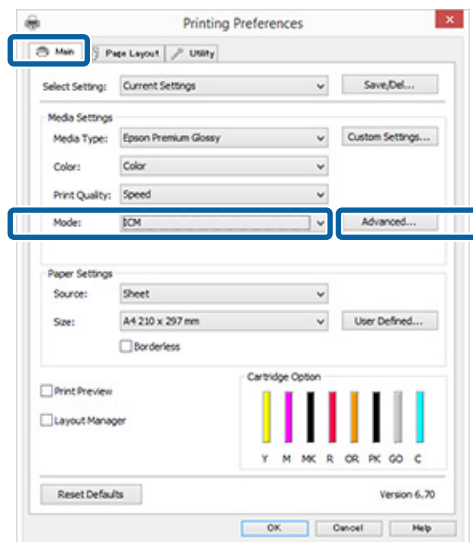 Printing Preferences
Main Page Layout Utility
Select Setting: Current Settings Save/Del...
Media Settings
Media Type: Epson Premium Glossy Custom Settings...
Color: Color
Print Quality: Speed
Mode: ICM Advanced...
Paper Settings
Source: Sheet
Size: A4 210 x 297 mm User Defined...
Borderless
Print Preview
Layout Manager
Cartridge Option
Y M MK R OR PK GO C
Reset Defaults Version 6.70
OK Cancel Help